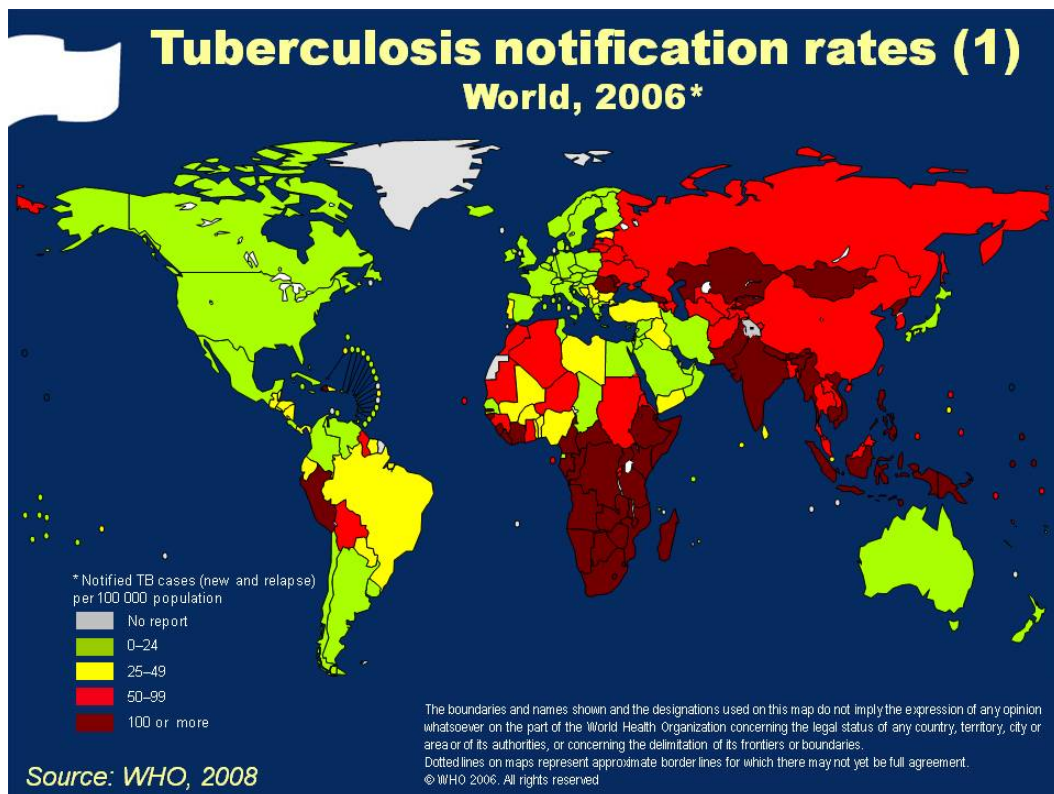 Tuberculosis notification rates (1)
World, 2006*
* Notified TB cases (new and relapse)
per 100 000 population
No report
0–24
25–49
50–99
100 or more
The boundaries and names shown and the designations used on this map do not imply the expression of any opinion
whatsoever on the part of the World Health Organization concerning the legal status of any country, territory, city or
area or of its authorities, or concerning the delimitation of its frontiers or boundaries.
Dotted lines on maps represent approximate border lines for which there may not yet be full agreement.
© WHO 2006. All rights reserved
Source: WHO, 2008